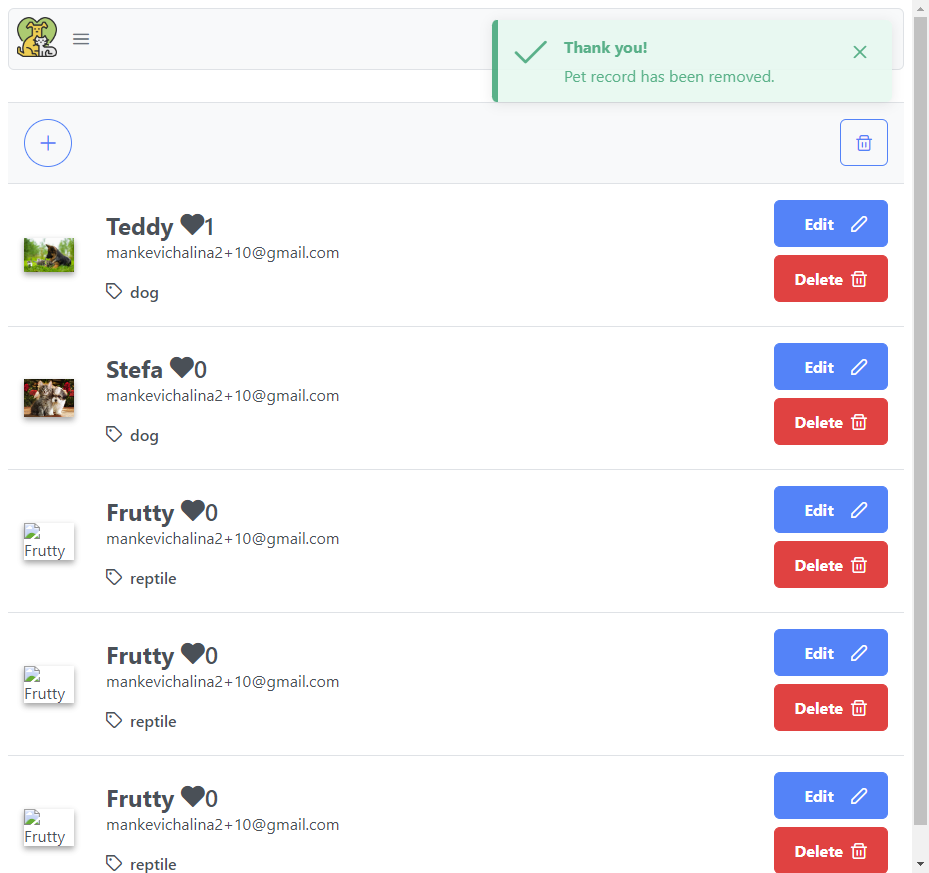 Thank you!
Pet record has been removed.
Teddy 1
mankevichalina2+10@gmail.com
dog
Edit
Delete
Stefa 0
mankevichalina2+10@gmail.com
dog
Edit
Delete
Frutty
Frutty 0
mankevichalina2+10@gmail.com
reptile
Edit
Delete
Frutty
Frutty 0
mankevichalina2+10@gmail.com
reptile
Edit
Delete
Frutty
Frutty 0
mankevichalina2+10@gmail.com
reptile
Edit
Delete